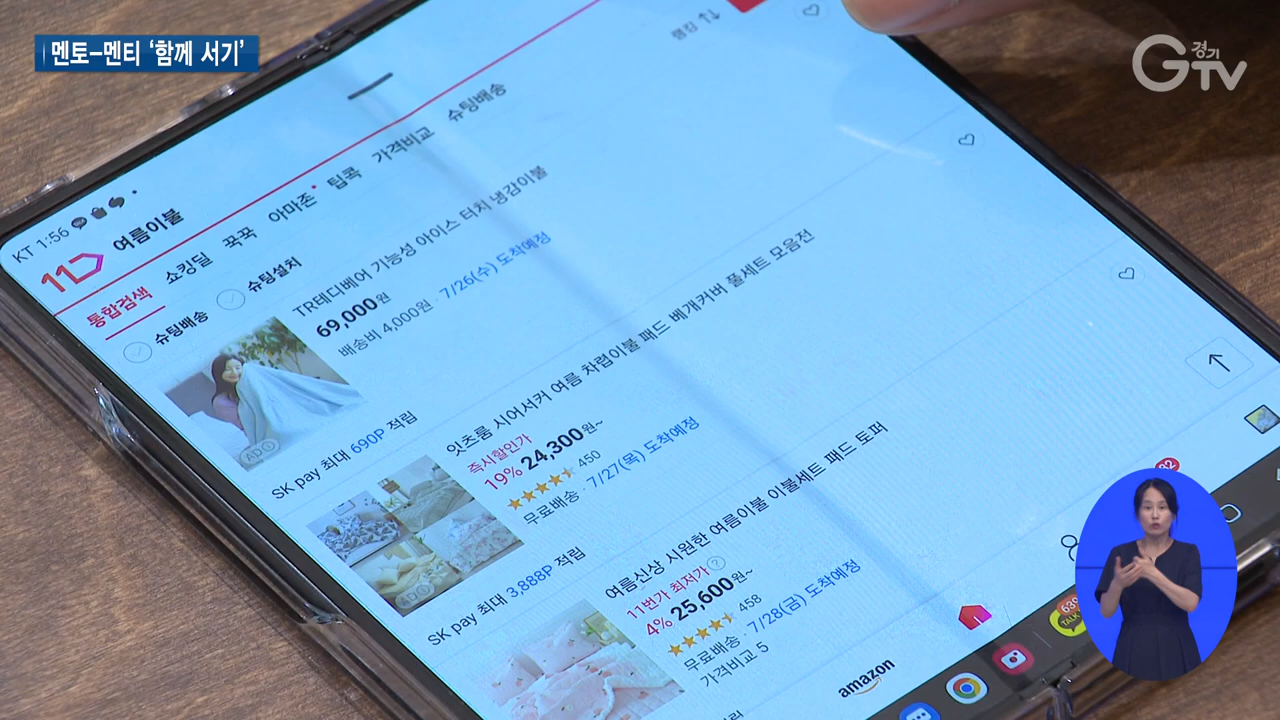 멘토-멘티 '함께 서기'
경기
GTV
KT 1:56
11
여름이불
랭킹
통합검색 쇼킹딜 꾹꾹 아마존 팁콕 가격비교 슈팅배송
슈팅배송 슈팅설치
TR테디베어 기능성 아이스 터치 냉감이불
69,000원
배송비 4,000원 · 7/26(수) 도착예정
AD
SK pay 최대 690P 적립
잇츠룸 시어서커 여름 차렵이불 패드 베개커버 풀세트 모음전
즉시할인가
19% 24,300원~
450
무료배송 · 7/27(목) 도착예정
AD
SK pay 최대 3,888P 적립
여름신상 시원한 여름이불 이불세트 패드 토퍼
11번가 최저가 ?
4% 25,600원~
458
무료배송 · 7/28(금) 도착예정
가격비교 5
amazon
TALK